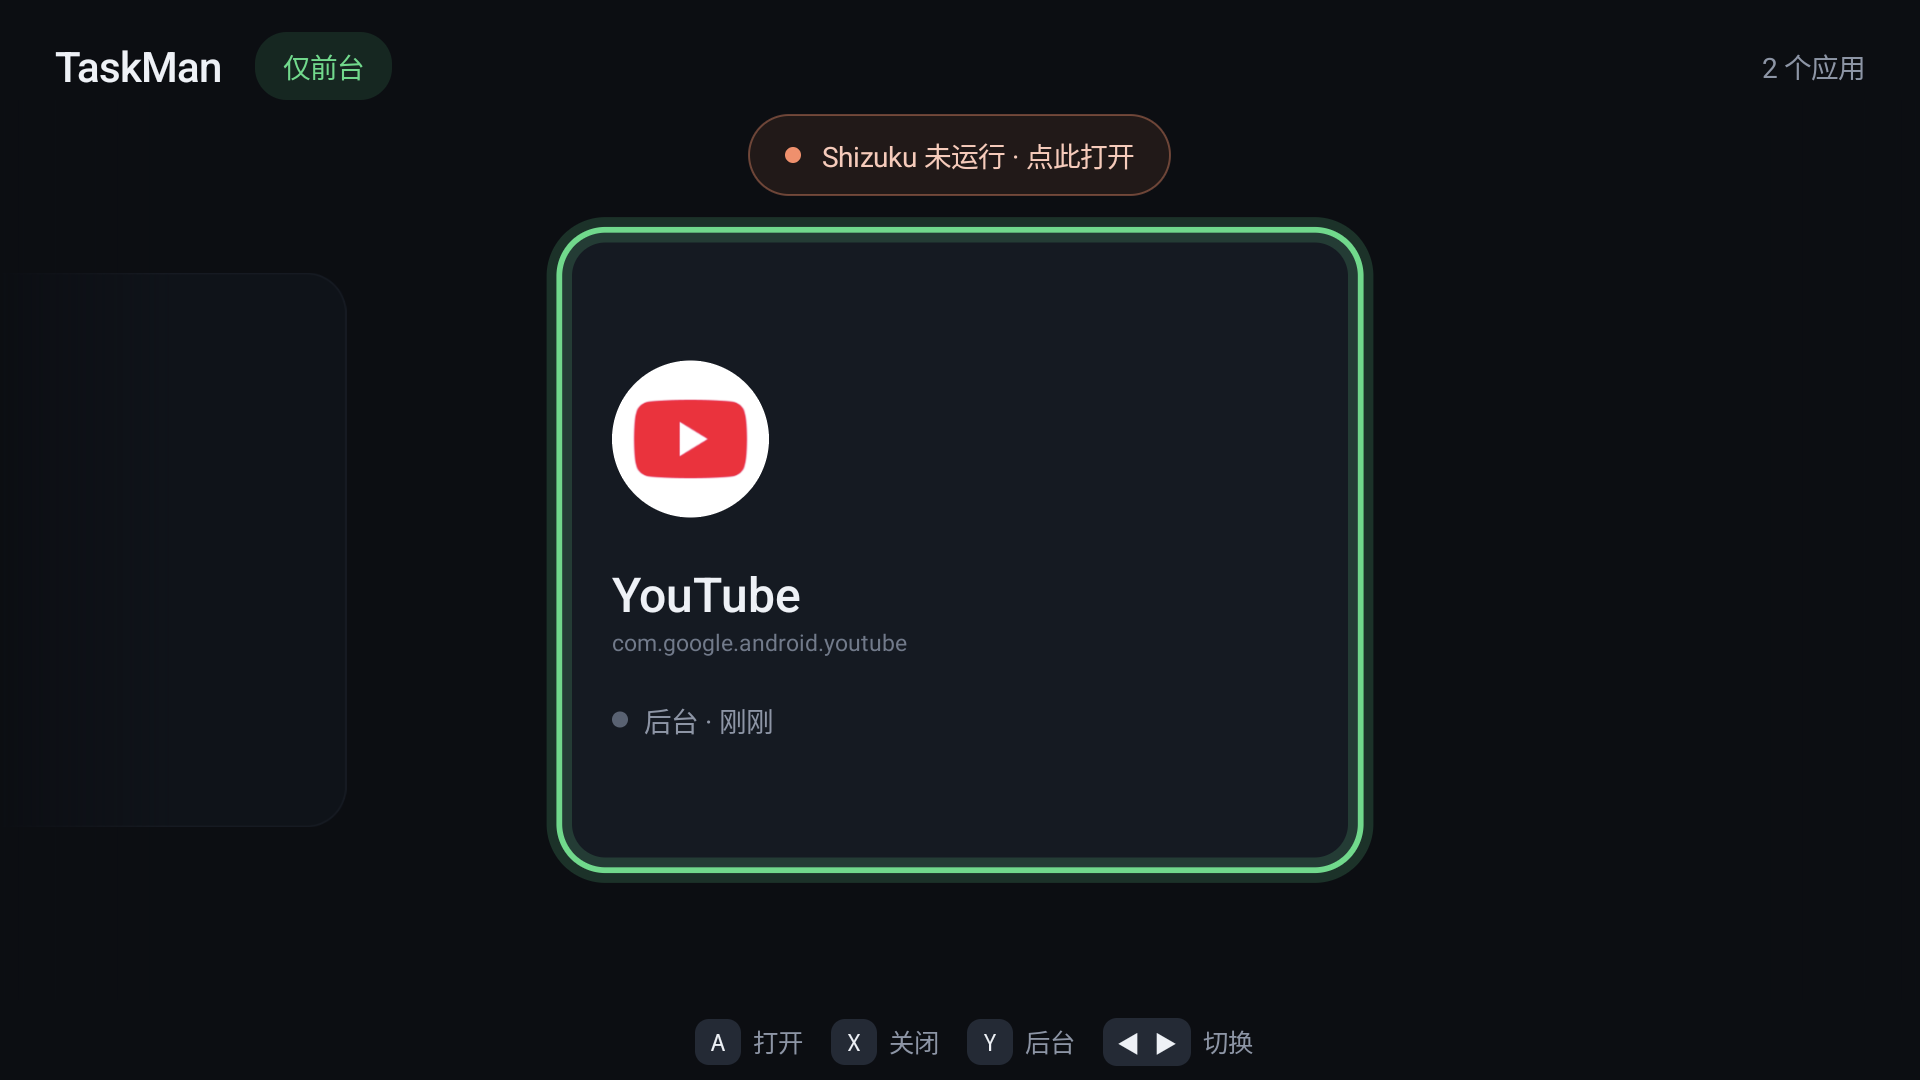 TaskMan
仅前台
2 个应用
Shizuku 未运行 · 点此打开
YouTube
com.google.android.youtube
后台 · 刚刚
A 打开 X 关闭 Y 后台 ◀ ▶ 切换